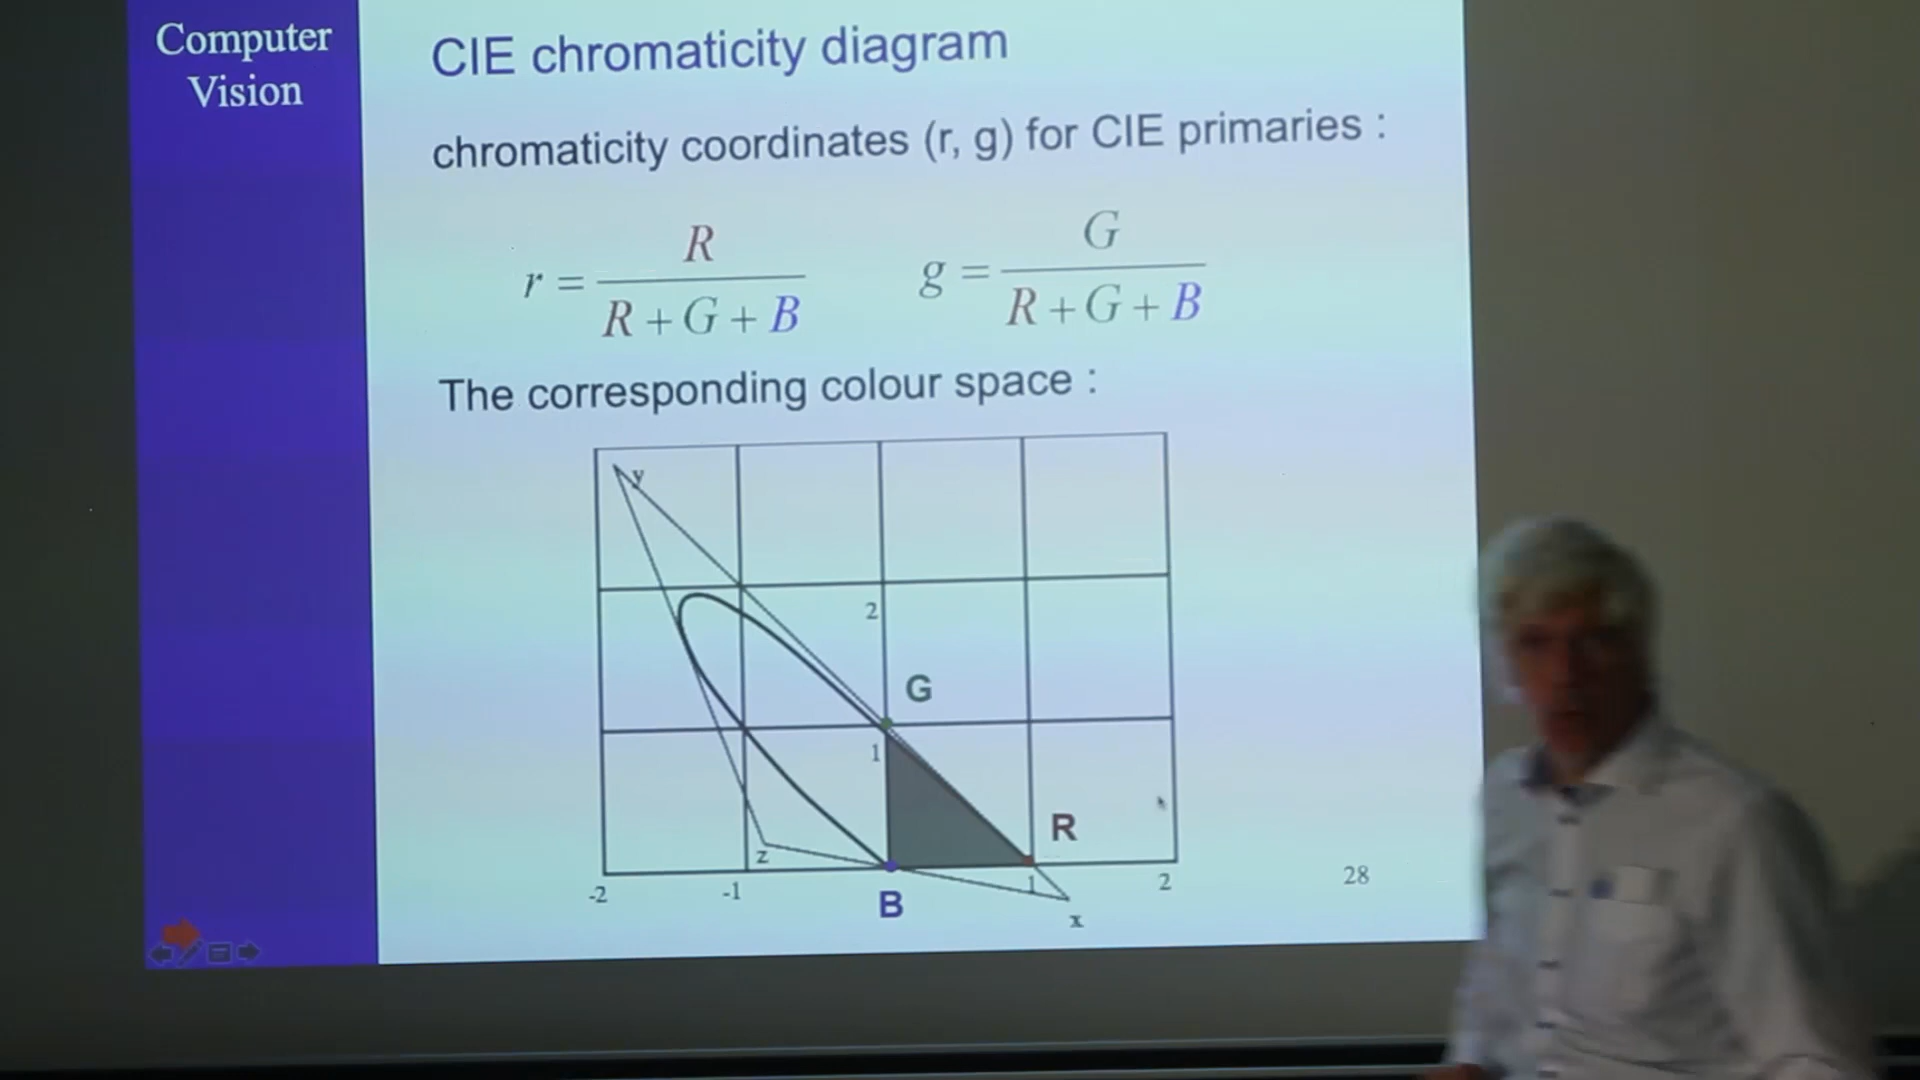 Computer
Vision
CIE chromaticity diagram
chromaticity coordinates (r, g) for CIE primaries :
r = R / R + G + B
g = G / R + G + B
The corresponding colour space :
y
2
G
1
R
z
-2
-1
B
1
2
x
28